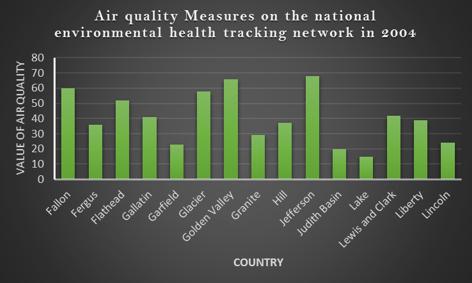 Air quality Measures on the national
environmental health tracking network in 2004
VALUE OF AIR QUALITY
80
70
60
50
40
30
20
10
0
Fallon
Fergus
Flathead
Gallatin
Garfield
Glacier
Golden Valley
Granite
Hill
Jefferson
Judith Basin
Lake
Lewis and Clark
Liberty
Lincoln
COUNTRY